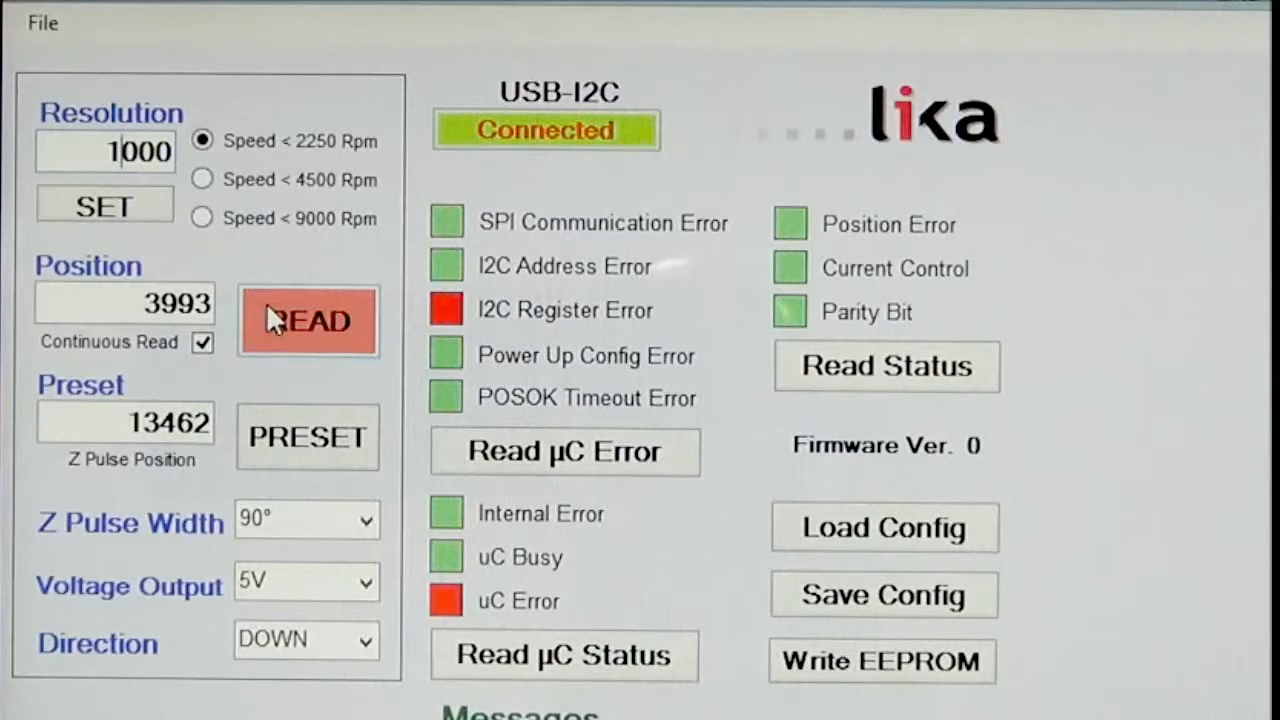 File
Resolution
1000
SET
Speed < 2250 Rpm
Speed < 4500 Rpm
Speed < 9000 Rpm
Position
3993
Continuous Read
READ
Preset
13462
Z Pulse Position
PRESET
Z Pulse Width
90°
Voltage Output
5V
Direction
DOWN
USB-I2C
Connected
lika
SPI Communication Error
I2C Address Error
I2C Register Error
Power Up Config Error
POSOK Timeout Error
Read µC Error
Internal Error
uC Busy
uC Error
Read µC Status
Position Error
Current Control
Parity Bit
Read Status
Firmware Ver. 0
Load Config
Save Config
Write EEPROM
Messages